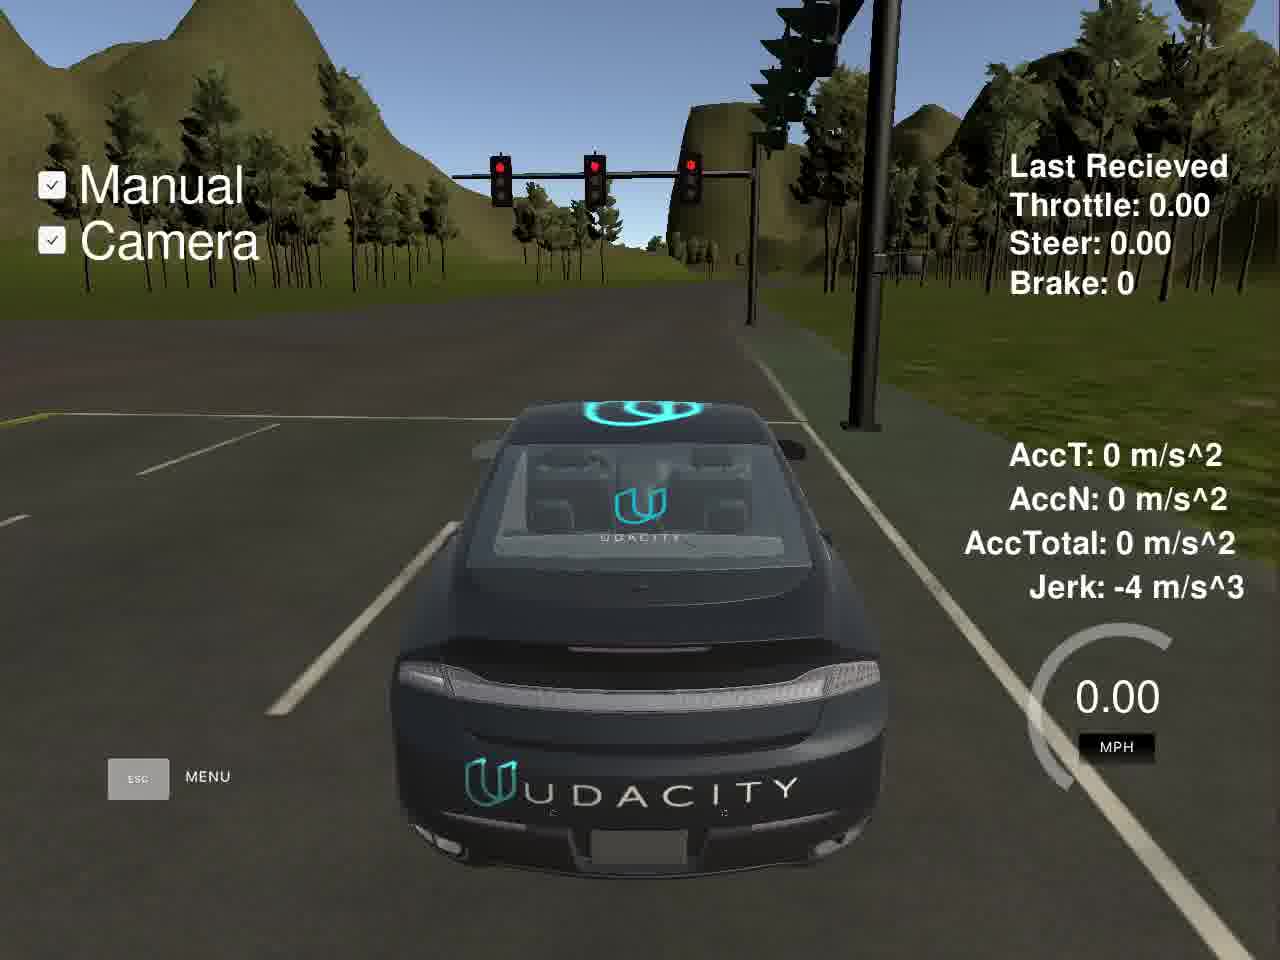 Manual
Camera
Last Recieved
Throttle: 0.00
Steer: 0.00
Brake: 0
AccT: 0 m/s^2
AccN: 0 m/s^2
AccTotal: 0 m/s^2
Jerk: -4 m/s^3
UDACITY
0.00
MPH
ESC MENU
UDACITY